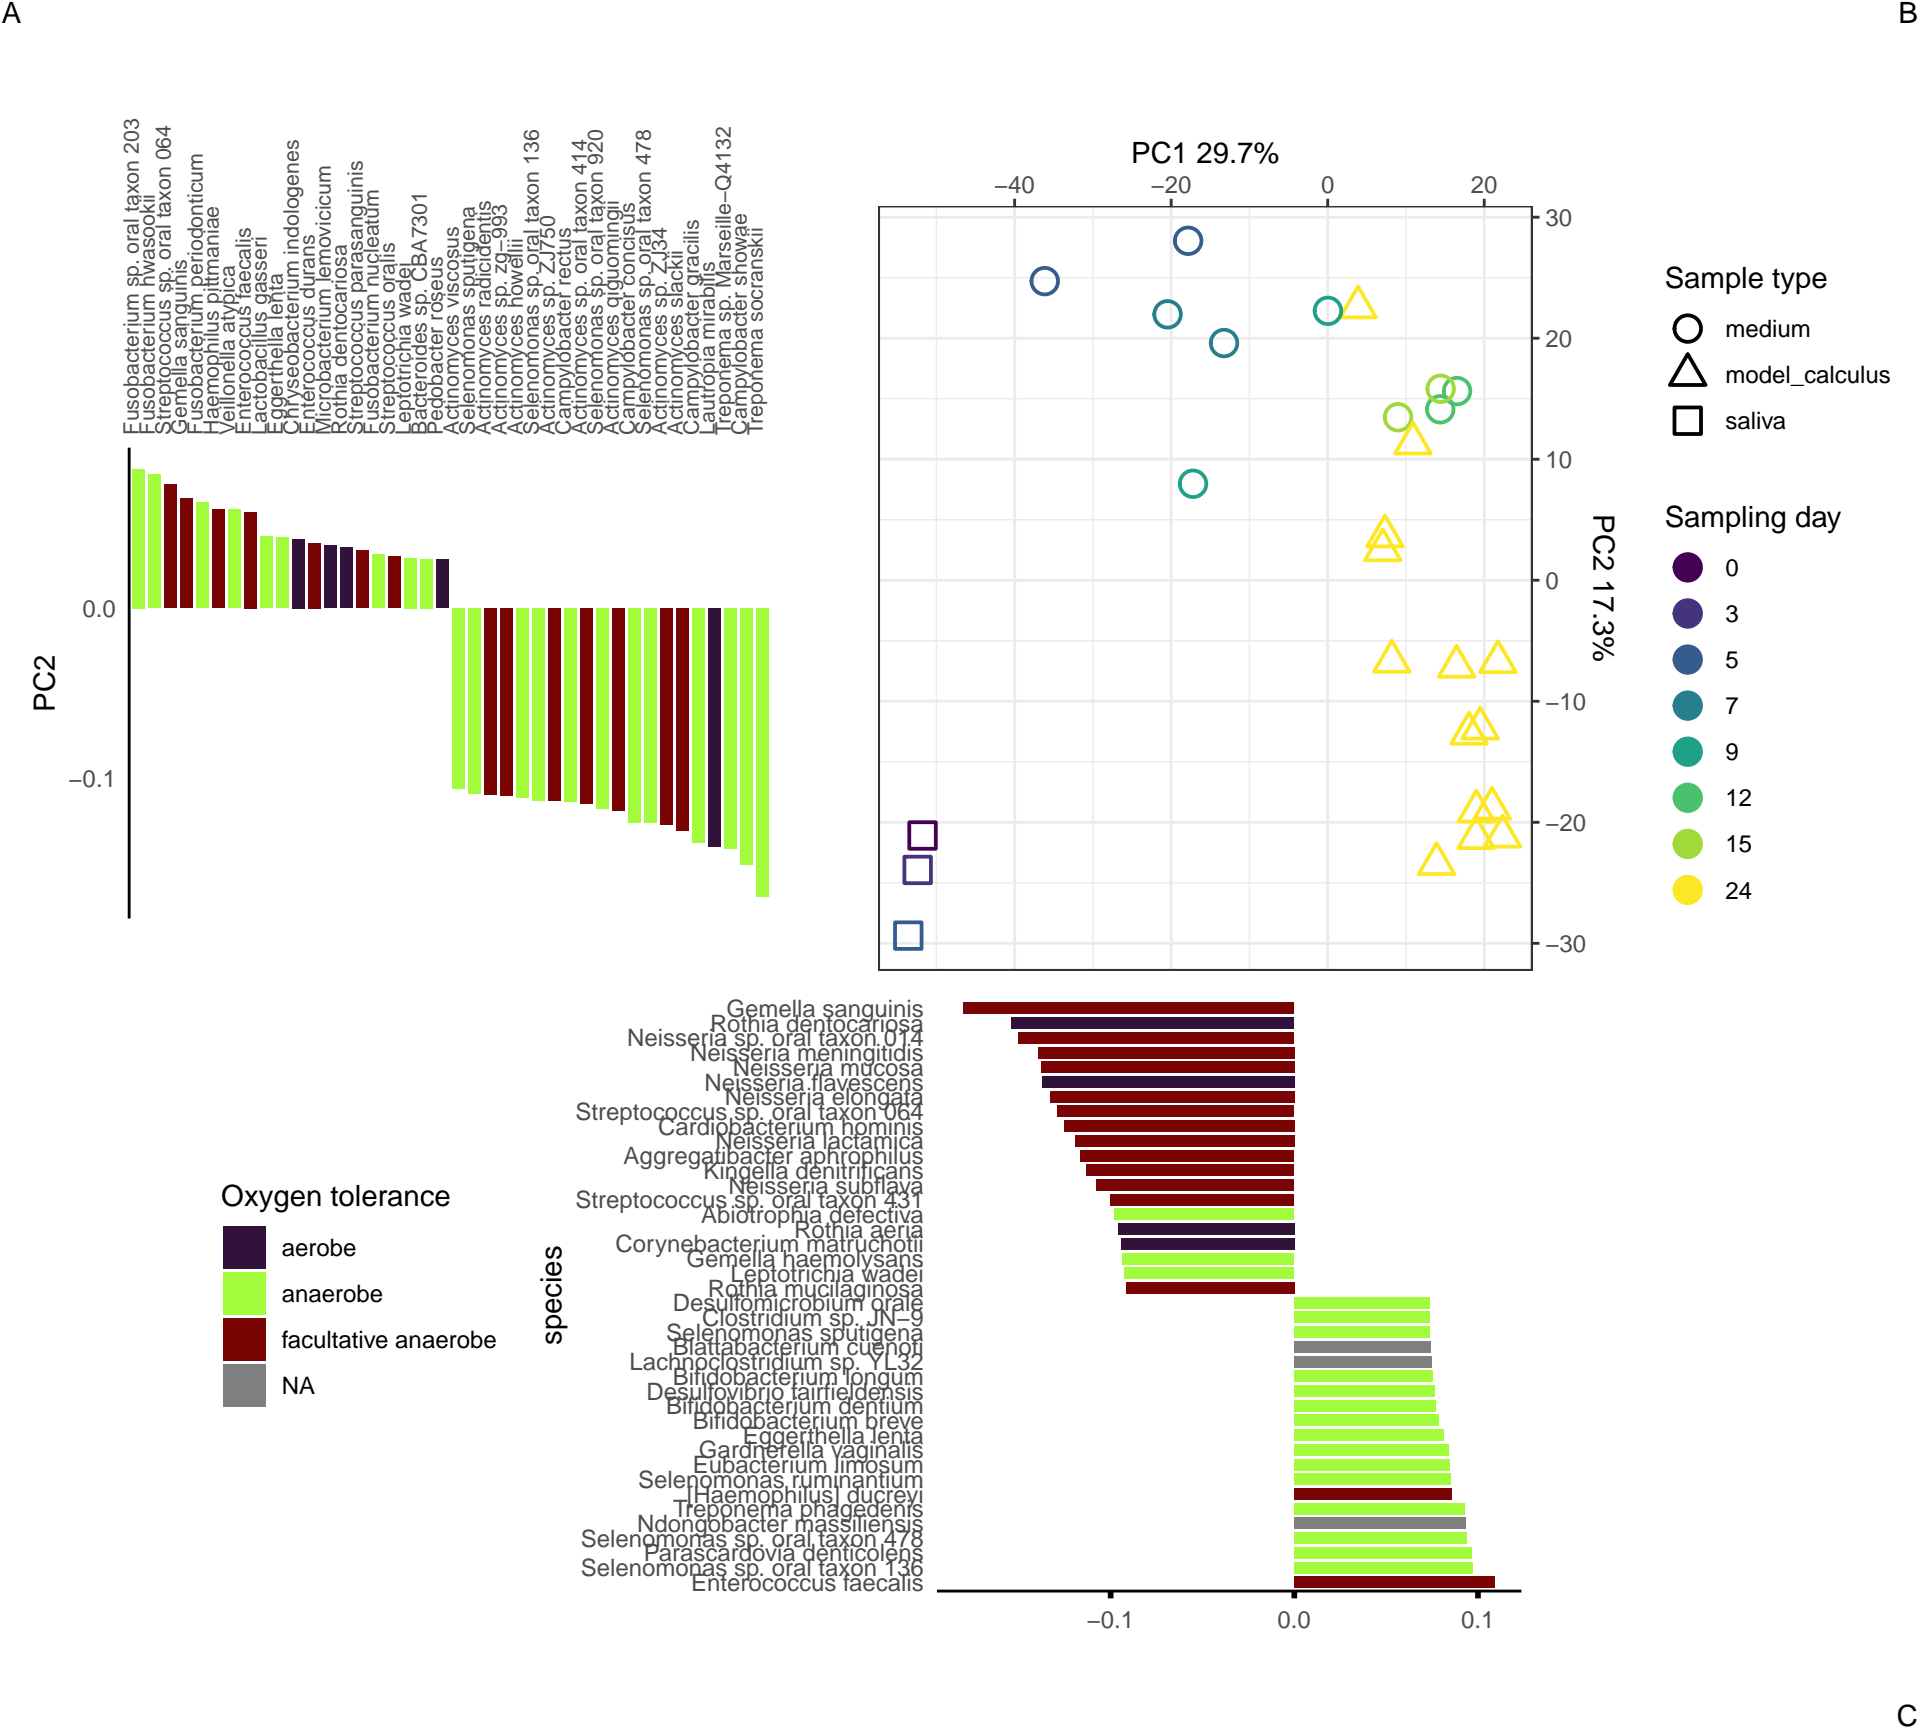 A
B
Fusobacterium sp. oral taxon 203
Fusobacterium hwasookii
Streptococcus sp. oral taxon 064
Gemella sanguinis
Fusobacterium periodonticum
Haemophilus pittmaniae
Veillonella atypica
Enterococcus faecalis
Lactobacillus gasseri
Eggerthella lenta
Chryseobacterium indologenes
Enterococcus durans
Microbacterium lemovicicum
Rothia dentocariosa
Streptococcus parasanguinis
Fusobacterium nucleatum
Streptococcus oralis
Leptotrichia wadei
Bacteroides sp. CBA7301
Pedobacter roseus
Actinomyces viscosus
Selenomonas sputigena
Actinomyces radicidentis
Actinomyces sp. zg−993
Actinomyces howellii
Selenomonas sp. oral taxon 136
Actinomyces sp. ZJ750
Campylobacter rectus
Actinomyces sp. oral taxon 414
Selenomonas sp. oral taxon 920
Actinomyces qiguomingii
Campylobacter concisus
Selenomonas sp. oral taxon 478
Actinomyces sp. ZJ34
Actinomyces slackii
Campylobacter gracilis
Lautropia mirabilis
Treponema sp. Marseille−Q4132
Campylobacter showae
Treponema socranskii
0.0
−0.1
PC2
PC1 29.7%
−40
−20
0
20
30
20
10
0
−10
−20
−30
PC2 17.3%
Sample type
medium
model_calculus
saliva
Sampling day
0
3
5
7
9
12
15
24
Oxygen tolerance
aerobe
anaerobe
facultative anaerobe
NA
species
Gemella sanguinis
Rothia dentocariosa
Neisseria sp. oral taxon 014
Neisseria meningitidis
Neisseria mucosa
Neisseria flavescens
Neisseria elongata
Streptococcus sp. oral taxon 064
Cardiobacterium hominis
Neisseria lactamica
Aggregatibacter aphrophilus
Kingella denitrificans
Neisseria subflava
Streptococcus sp. oral taxon 431
Abiotrophia defectiva
Rothia aeria
Corynebacterium matruchotii
Gemella haemolysans
Leptotrichia wadei
Rothia mucilaginosa
Desulfomicrobium orale
Clostridium sp. JN−9
Selenomonas sputigena
Blattabacterium cuenoti
Lachnoclostridium sp. YL32
Bifidobacterium longum
Desulfovibrio fairfieldensis
Bifidobacterium dentium
Bifidobacterium breve
Eggerthella lenta
Gardnerella vaginalis
Eubacterium limosum
Selenomonas ruminantium
[Haemophilus] ducreyi
Treponema phagedenis
Ndongobacter massiliensis
Selenomonas sp. oral taxon 478
Parascardovia denticolens
Selenomonas sp. oral taxon 136
Enterococcus faecalis
−0.1
0.0
0.1
C